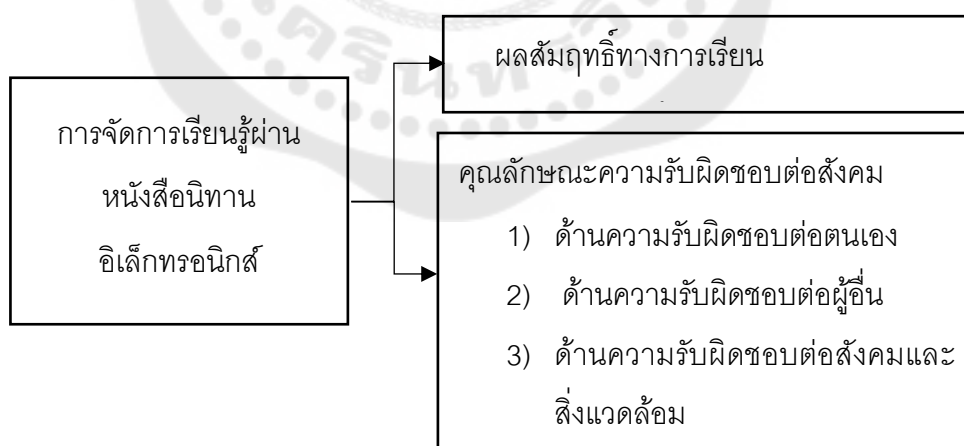 ผลสัมฤทธิ์ทางการเรียน
การจัดการเรียนรู้ผ่าน
หนังสือนิทาน
อิเล็กทรอนิกส์
คุณลักษณะความรับผิดชอบต่อสังคม
1) ด้านความรับผิดชอบต่อตนเอง
2) ด้านความรับผิดชอบต่อผู้อื่น
3) ด้านความรับผิดชอบต่อสังคมและ
สิ่งแวดล้อม